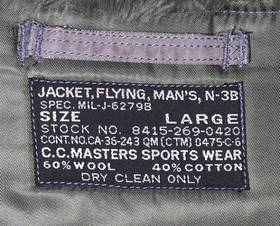 JACKET, FLYING, MAN'S, N-3B
SPEC. MIL-J-6279B
SIZE LARGE
STOCK NO. 8415-269-0420
CONT. NO. CA-36-243 QM (CTM) 0475-C-6
C.C. MASTERS SPORTS WEAR
60% WOOL 40% COTTON
DRY CLEAN ONLY